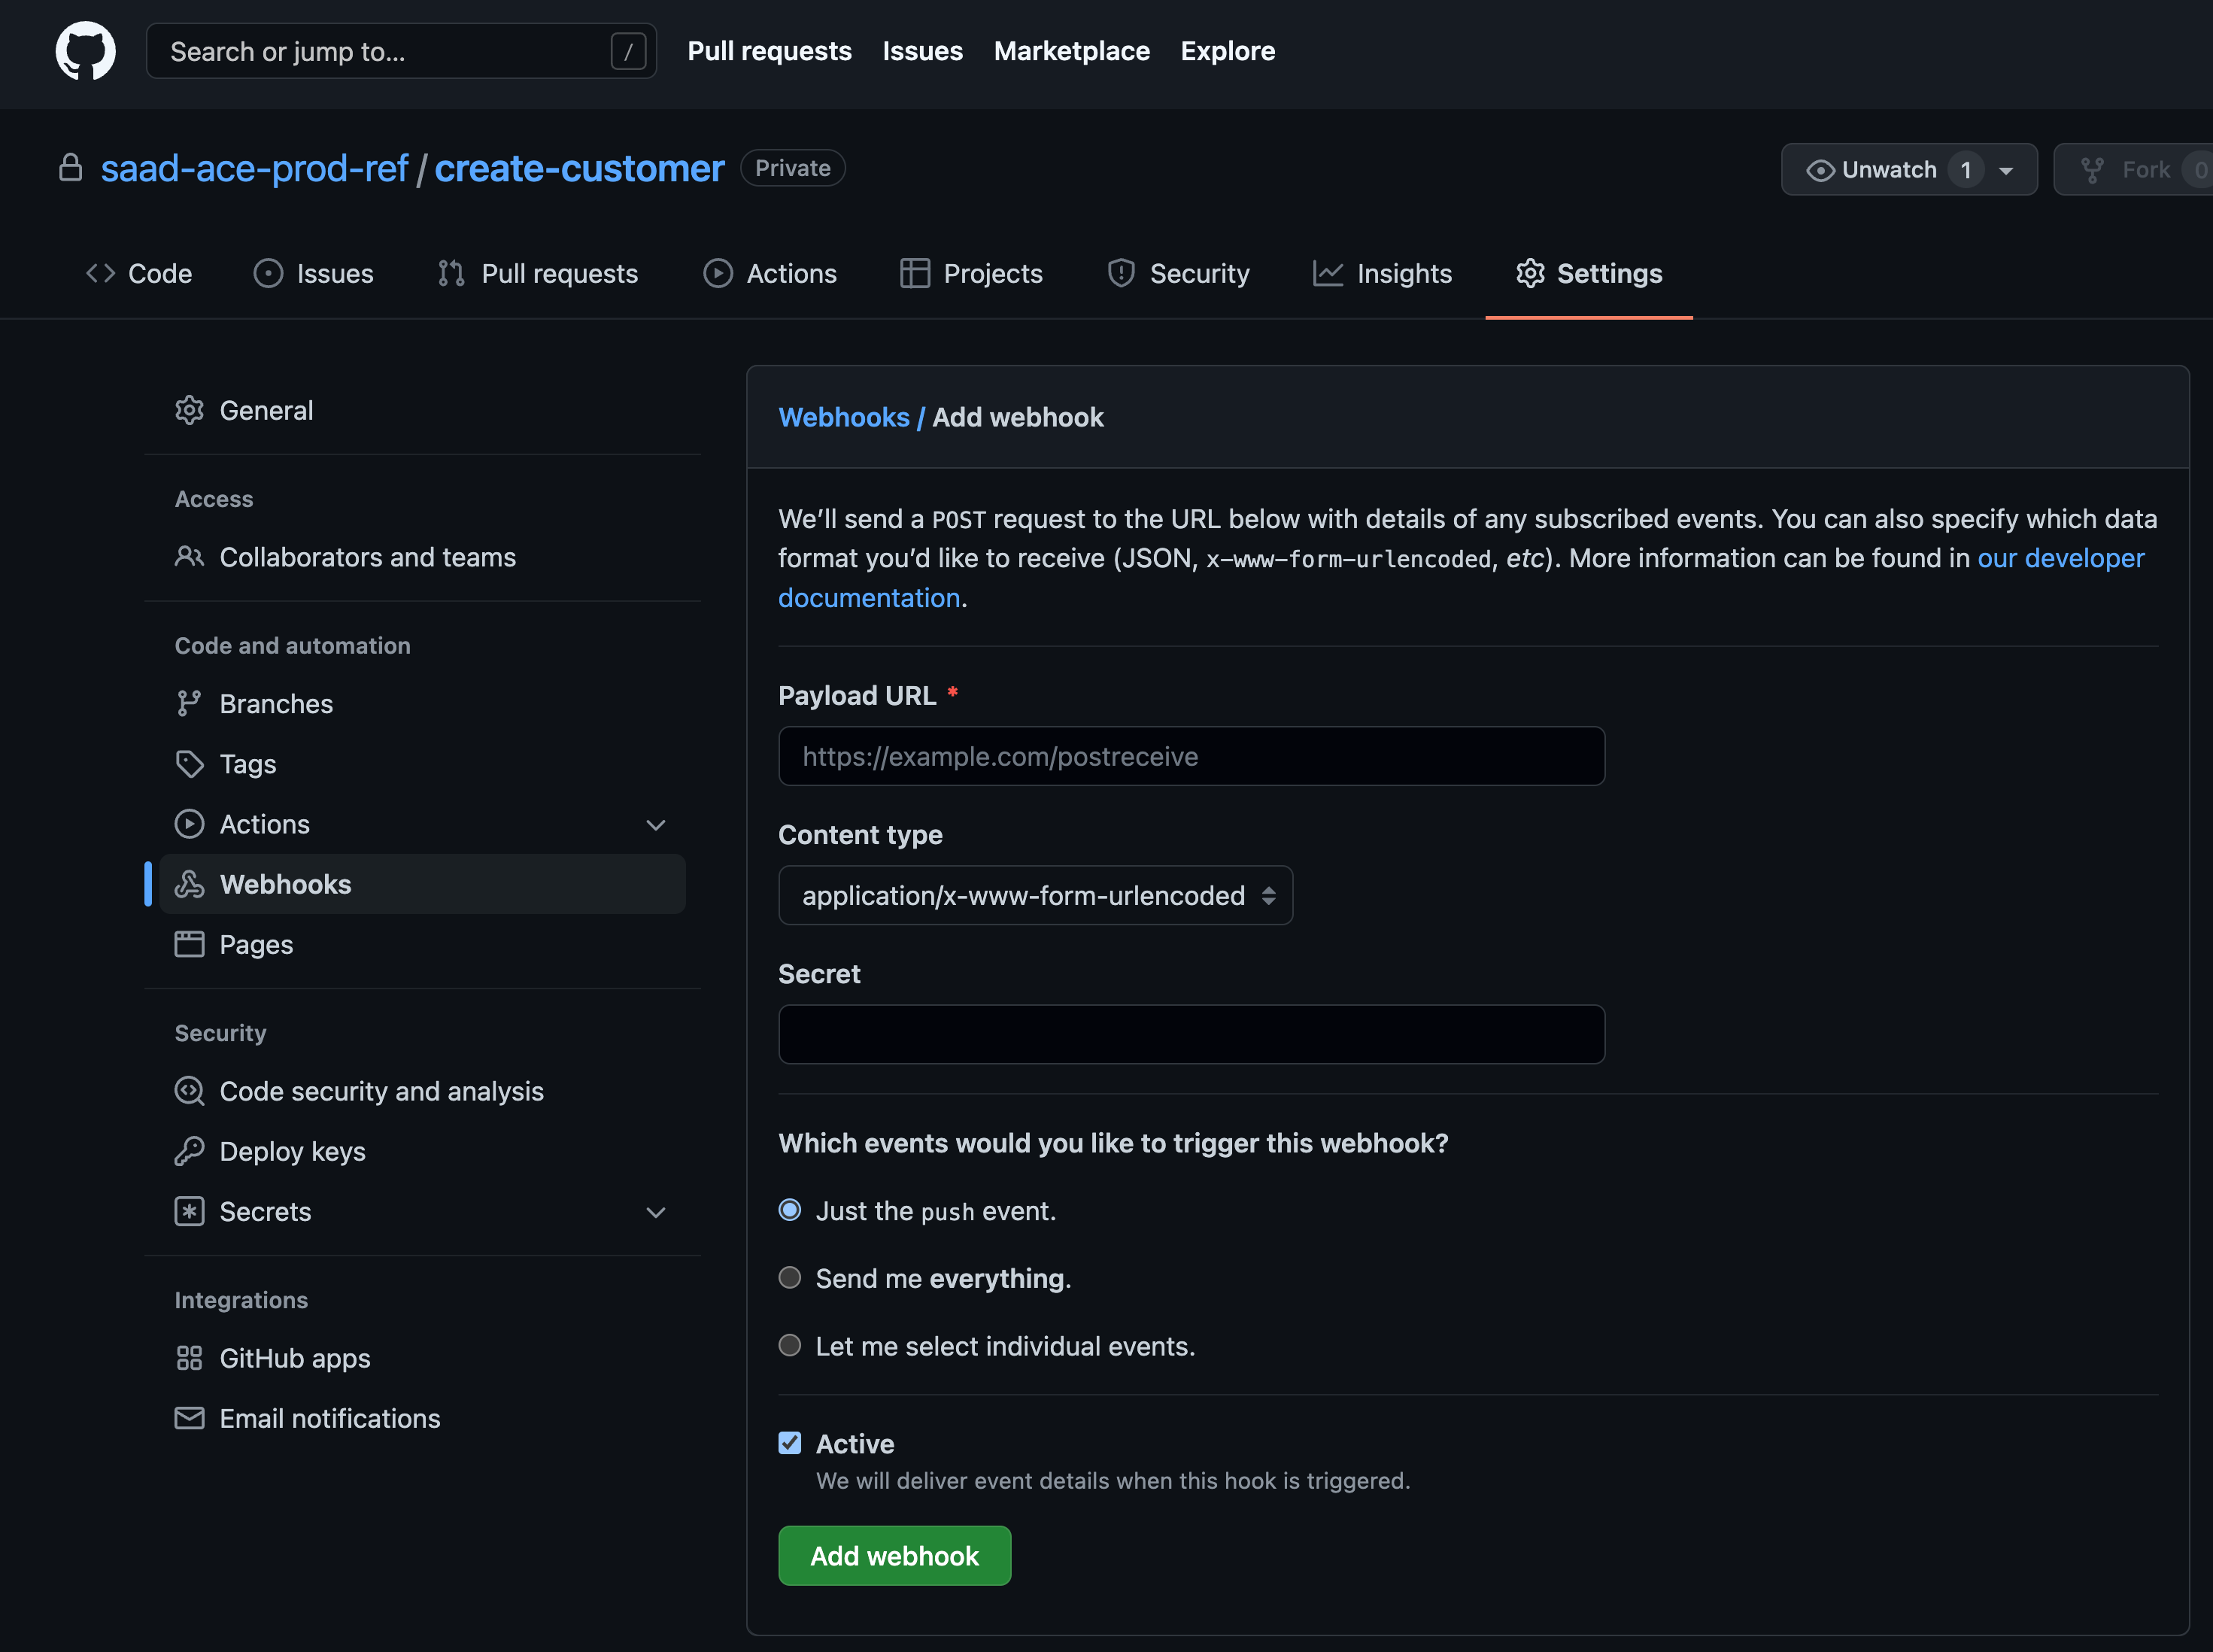 Search or jump to... /
Pull requests Issues Marketplace Explore
saad-ace-prod-ref / create-customer Private
Unwatch 1 Fork 0
Code Issues Pull requests Actions Projects Security Insights Settings
General
Access
Collaborators and teams
Code and automation
Branches
Tags
Actions
Webhooks
Pages
Security
Code security and analysis
Deploy keys
Secrets
Integrations
GitHub apps
Email notifications
Webhooks / Add webhook
We’ll send a POST request to the URL below with details of any subscribed events. You can also specify which data
format you’d like to receive (JSON, x-www-form-urlencoded, etc). More information can be found in our developer
documentation.
Payload URL *
https://example.com/postreceive
Content type
application/x-www-form-urlencoded
Secret
Which events would you like to trigger this webhook?
Just the push event.
Send me everything.
Let me select individual events.
Active
We will deliver event details when this hook is triggered.
Add webhook